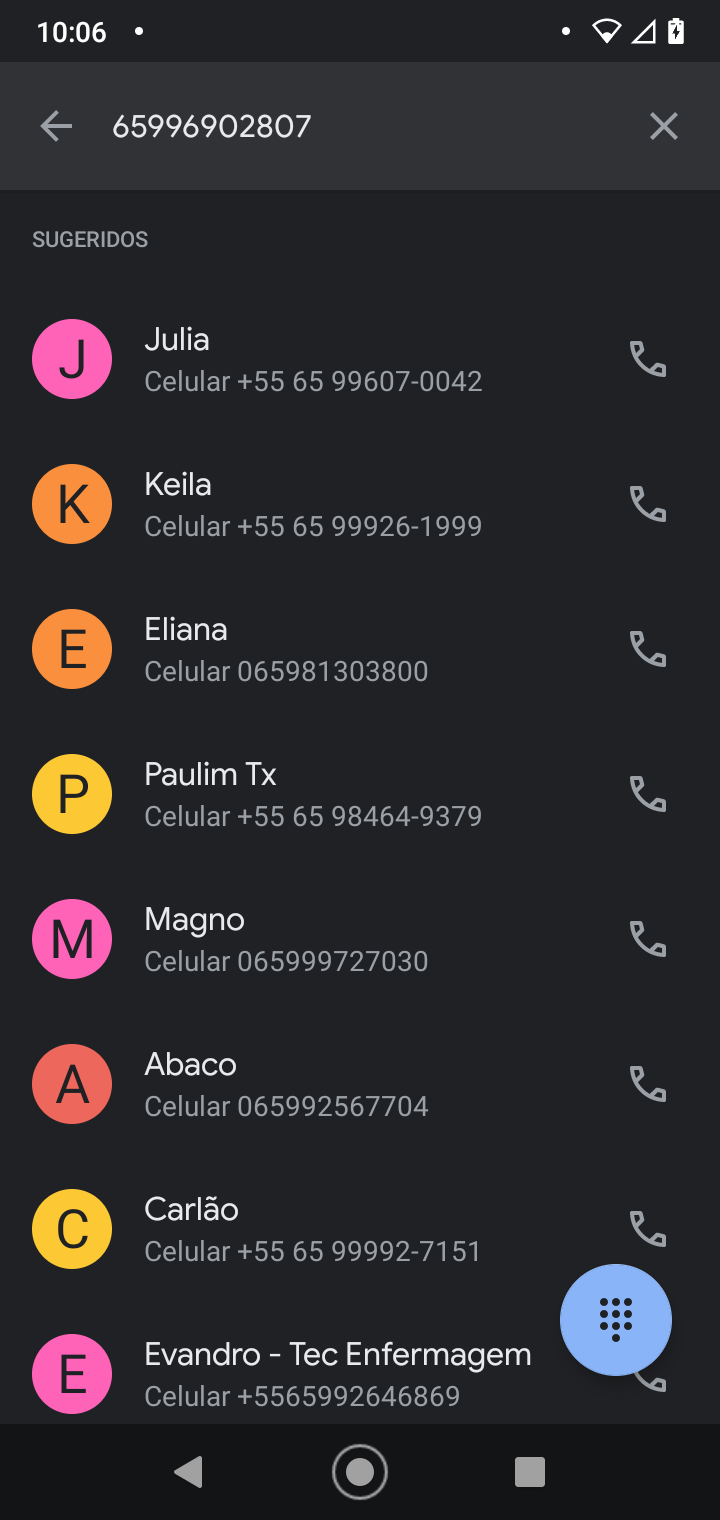 10:06
65996902807
SUGERIDOS
J
Julia
Celular +55 65 99607-0042
K
Keila
Celular +55 65 99926-1999
E
Eliana
Celular 065981303800
P
Paulim Tx
Celular +55 65 98464-9379
M
Magno
Celular 065999727030
A
Abaco
Celular 065992567704
C
Carlão
Celular +55 65 99992-7151
E
Evandro - Tec Enfermagem
Celular +5565992646869